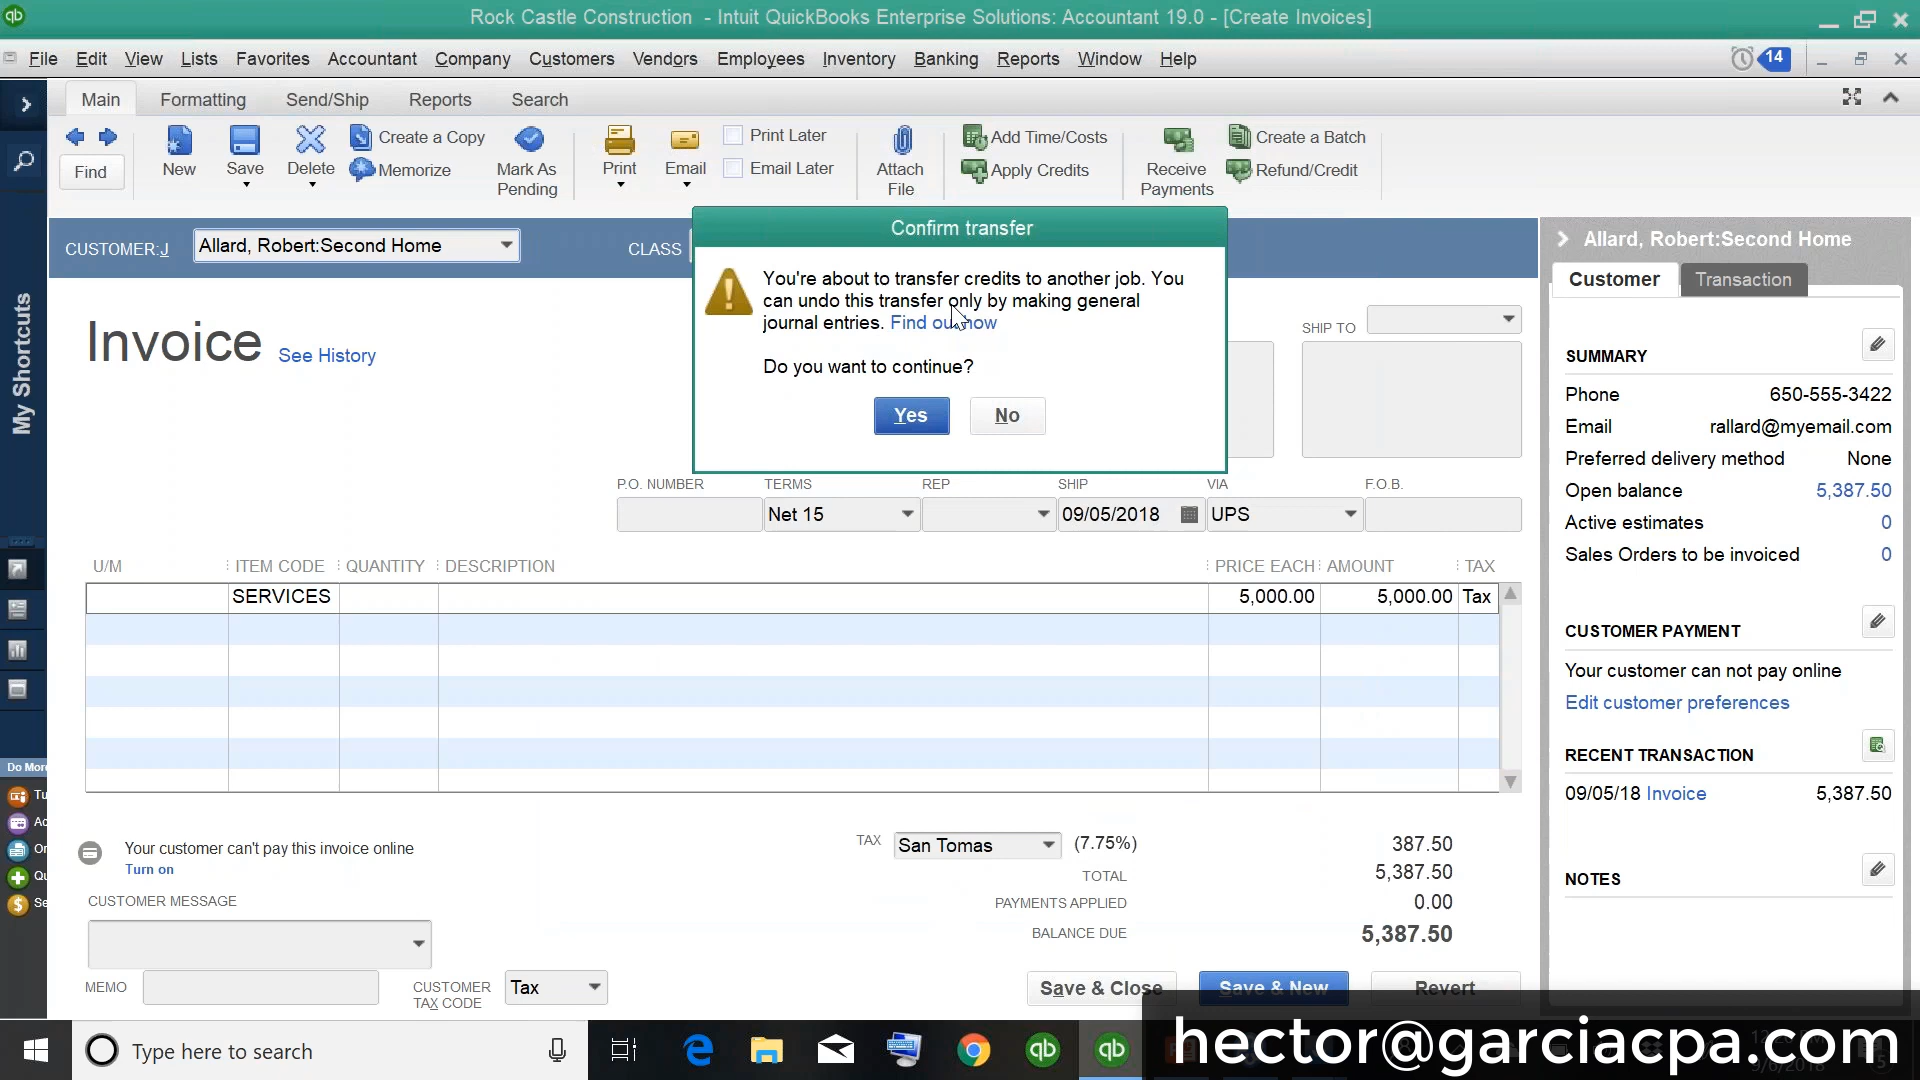 Rock Castle Construction - Intuit QuickBooks Enterprise Solutions: Accountant 19.0 - [Create Invoices]
File Edit View Lists Favorites Accountant Company Customers Vendors Employees Inventory Banking Reports Window Help 14
Main Formatting Send/Ship Reports Search
Find New Save Delete Create a Copy Memorize Mark As Pending Print Email Print Later Email Later Attach File Add Time/Costs Apply Credits Receive Payments Create a Batch Refund/Credit
My Shortcuts
Do More
CUSTOMER:J Allard, Robert:Second Home CLASS
Confirm transfer
You're about to transfer credits to another job. You
can undo this transfer only by making general
journal entries. Find out how
Do you want to continue?
Yes No
Invoice See History
SHIP TO
P.O. NUMBER TERMS REP SHIP VIA F.O.B.
Net 15 09/05/2018 UPS
U/M ITEM CODE QUANTITY DESCRIPTION PRICE EACH AMOUNT TAX
SERVICES 5,000.00 5,000.00 Tax
Your customer can't pay this invoice online
Turn on
TAX San Tomas (7.75%) 387.50
TOTAL 5,387.50
PAYMENTS APPLIED 0.00
BALANCE DUE 5,387.50
CUSTOMER MESSAGE
MEMO CUSTOMER TAX CODE Tax
Save & Close Save & New Revert
Allard, Robert:Second Home
Customer Transaction
SUMMARY
Phone 650-555-3422
Email rallard@myemail.com
Preferred delivery method None
Open balance 5,387.50
Active estimates 0
Sales Orders to be invoiced 0
CUSTOMER PAYMENT
Your customer can not pay online
Edit customer preferences
RECENT TRANSACTION
09/05/18 Invoice 5,387.50
NOTES
Type here to search
hector@garciacpa.com